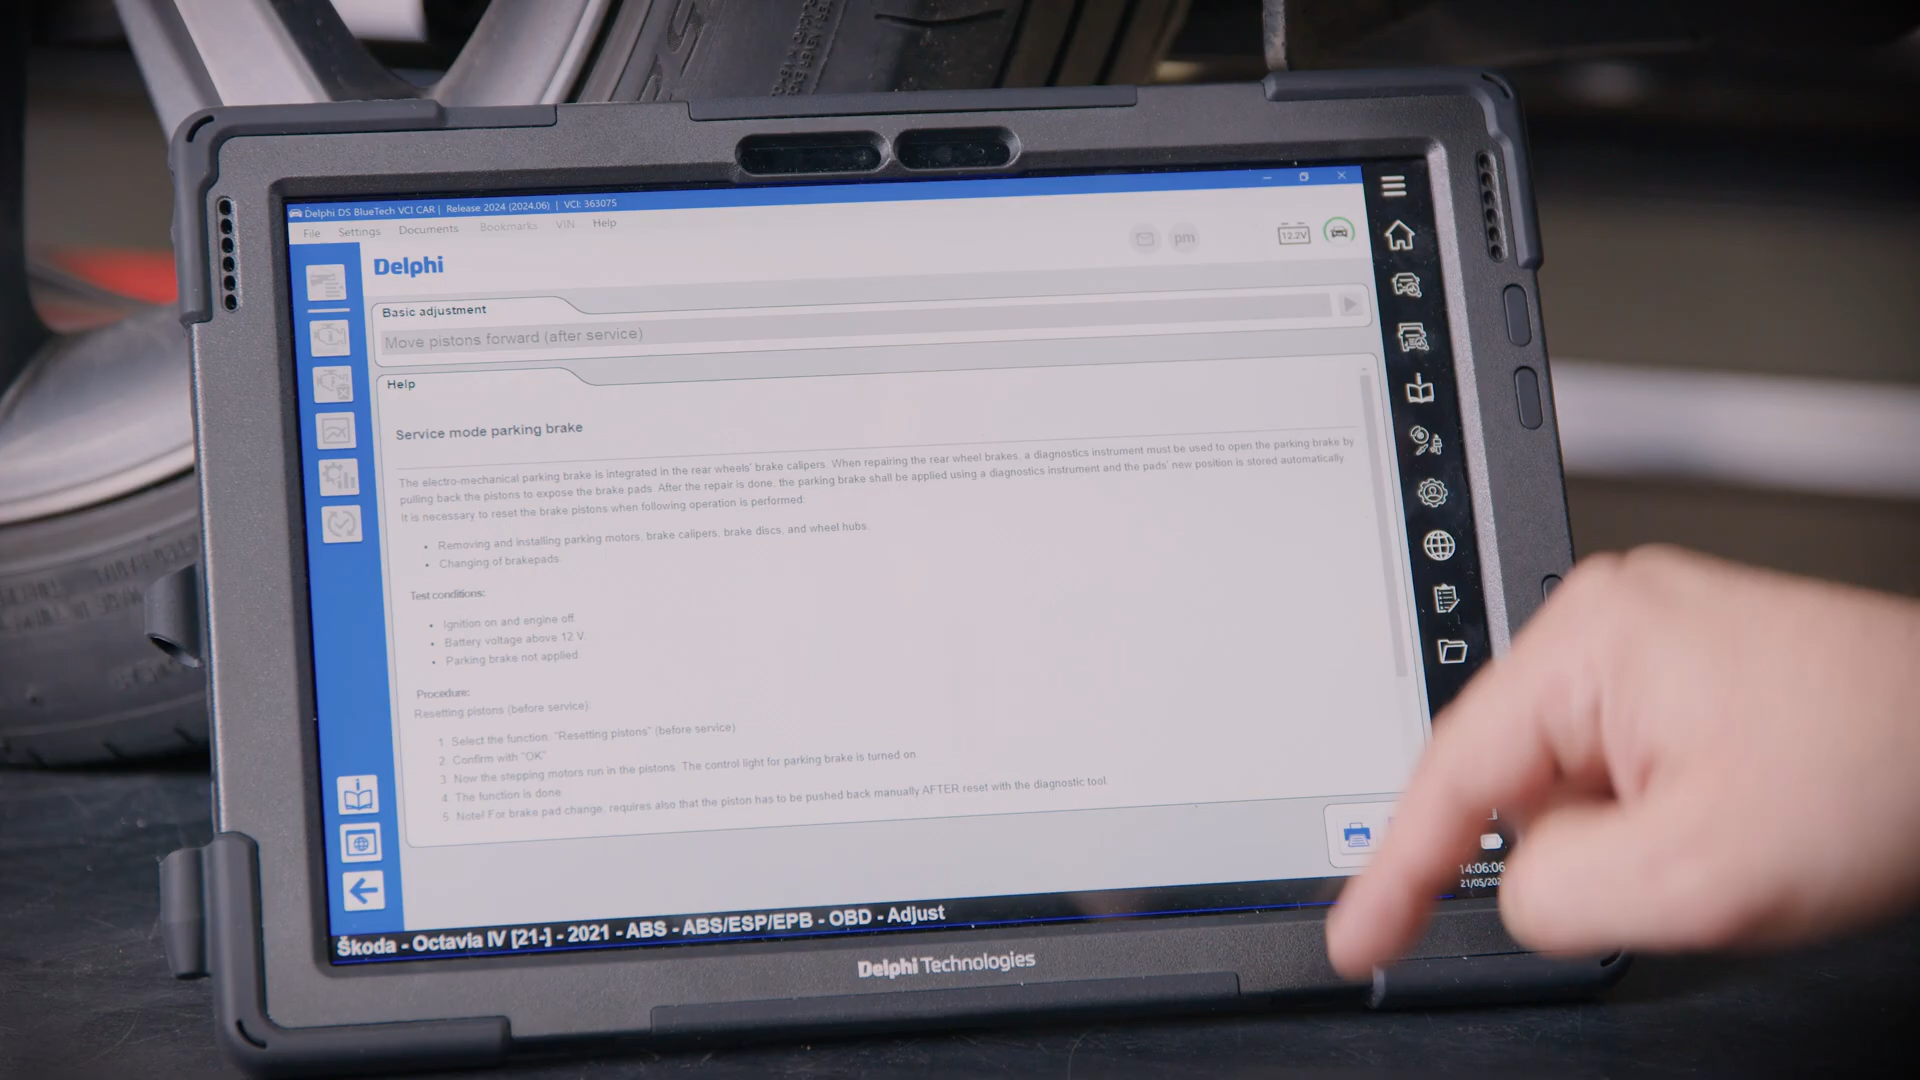 Delphi DS BlueTech VCI CAR | Release 2024 (2024.06) | VCI: 363075
File Settings Documents Bookmarks VIN Help
Delphi
pm
12.2V
Basic adjustment
Move pistons forward (after service)
Help
Service mode parking brake
The electro-mechanical parking brake is integrated in the rear wheels' brake calipers. When repairing the rear wheel brakes, a diagnostics instrument must be used to open the parking brake by
pulling back the pistons to expose the brake pads. After the repair is done, the parking brake shall be applied using a diagnostics instrument and the pads' new position is stored automatically.
It is necessary to reset the brake pistons when following operation is performed:
• Removing and installing parking motors, brake calipers, brake discs, and wheel hubs.
• Changing of brakepads.
Test conditions:
• Ignition on and engine off.
• Battery voltage above 12 V.
• Parking brake not applied.
Procedure:
Resetting pistons (before service):
1. Select the function: "Resetting pistons" (before service)
2. Confirm with "OK"
3. Now the stepping motors run in the pistons. The control light for parking brake is turned on.
4. The function is done.
5. Note! For brake pad change, requires also that the piston has to be pushed back manually AFTER reset with the diagnostic tool.
14:06:06
21/05/202
Škoda - Octavia IV [21-] - 2021 - ABS - ABS/ESP/EPB - OBD - Adjust
Delphi Technologies